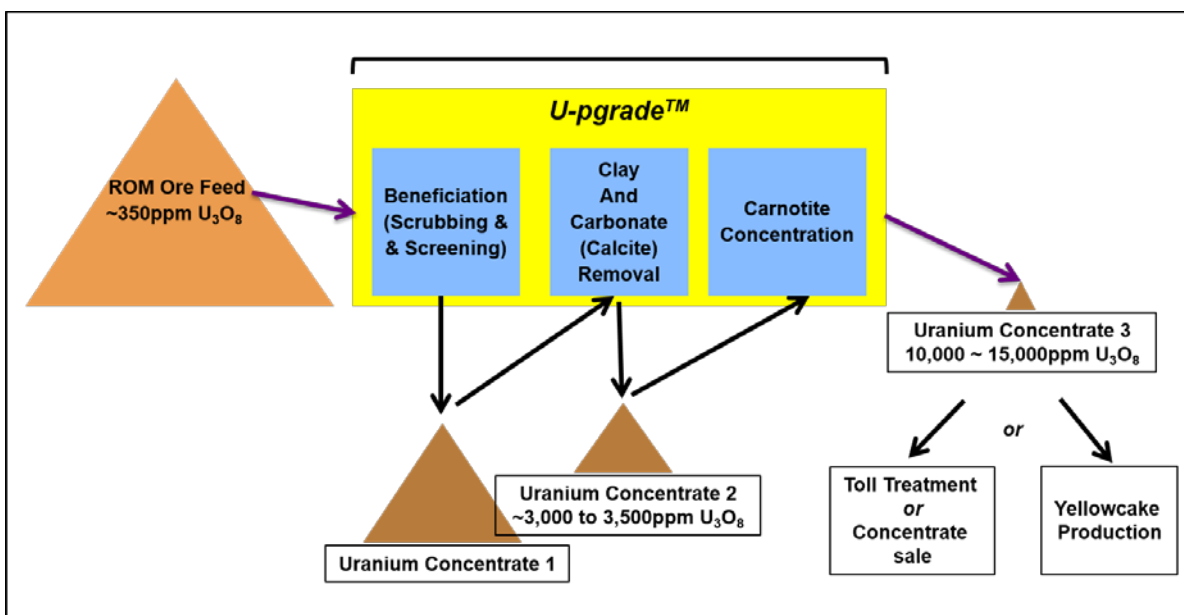 U-pgrade™
ROM Ore Feed
~350ppm U₃O₈
Beneficiation
(Scrubbing &
& Screening)
Clay
And
Carbonate
(Calcite)
Removal
Carnotite
Concentration
Uranium Concentrate 1
Uranium Concentrate 2
~3,000 to 3,500ppm U₃O₈
Uranium Concentrate 3
10,000 ~ 15,000ppm U₃O₈
or
Toll Treatment
or
Concentrate
sale
Yellowcake
Production